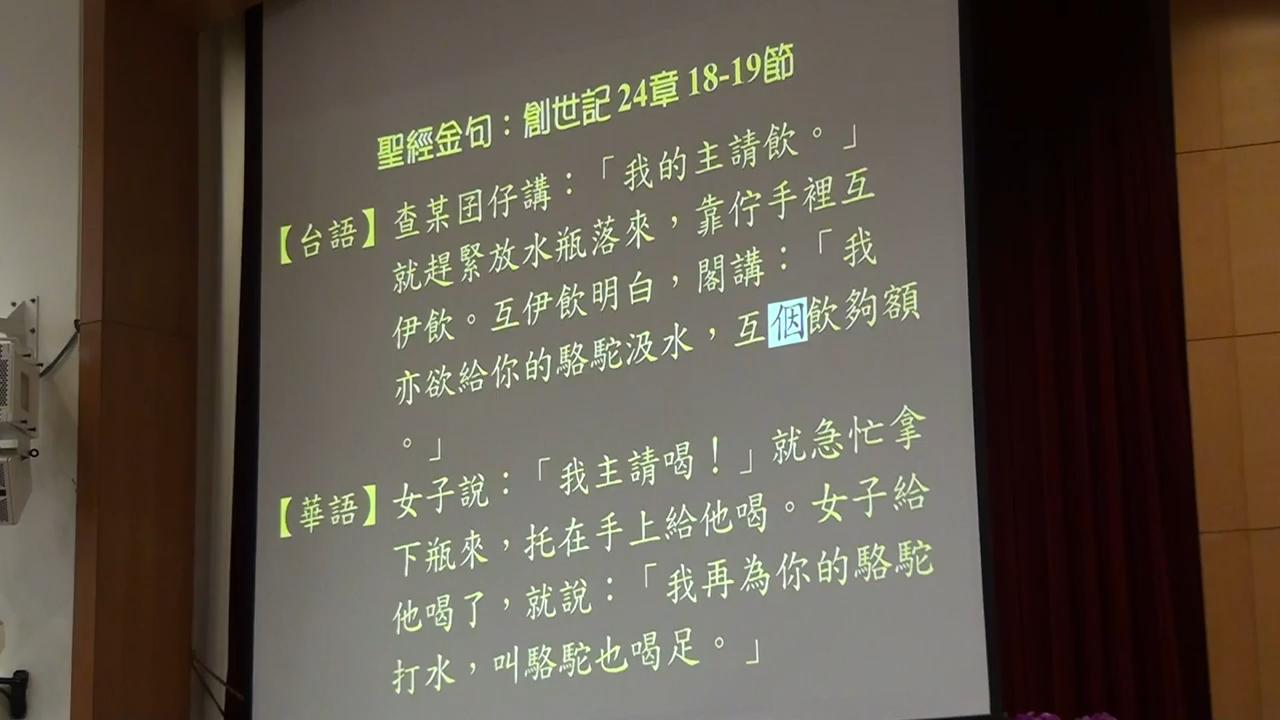 聖經金句：創世記 24章 18-19節
【台語】查某囝仔講：「我的主請飲。」
就趕緊放水瓶落來，靠佇手裡互
伊飲。互伊飲明白，閣講：「我
亦欲給你的駱駝汲水，互個飲夠額
。」
【華語】女子說：「我主請喝！」就急忙拿
下瓶來，托在手上給他喝。女子給
他喝了，就說：「我再為你的駱駝
打水，叫駱駝也喝足。」